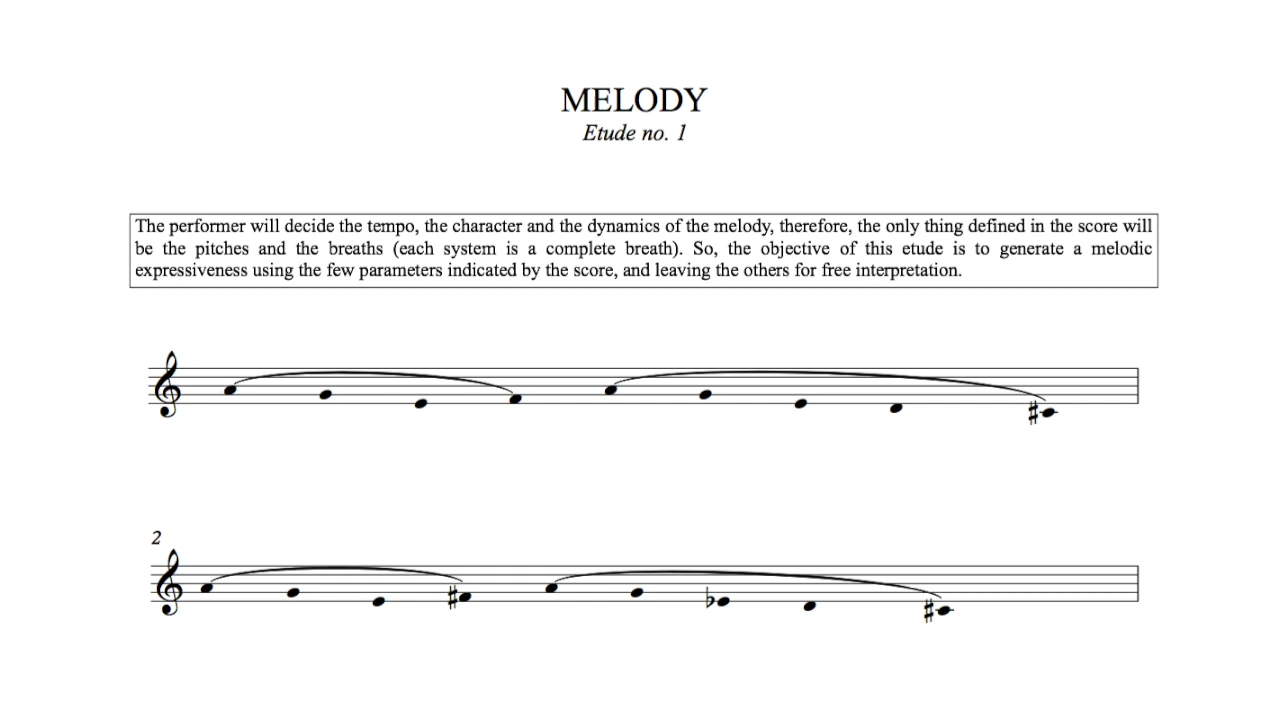 MELODY
Etude no. 1
The performer will decide the tempo, the character and the dynamics of the melody, therefore, the only thing defined in the score will
be the pitches and the breaths (each system is a complete breath). So, the objective of this etude is to generate a melodic
expressiveness using the few parameters indicated by the score, and leaving the others for free interpretation.
2